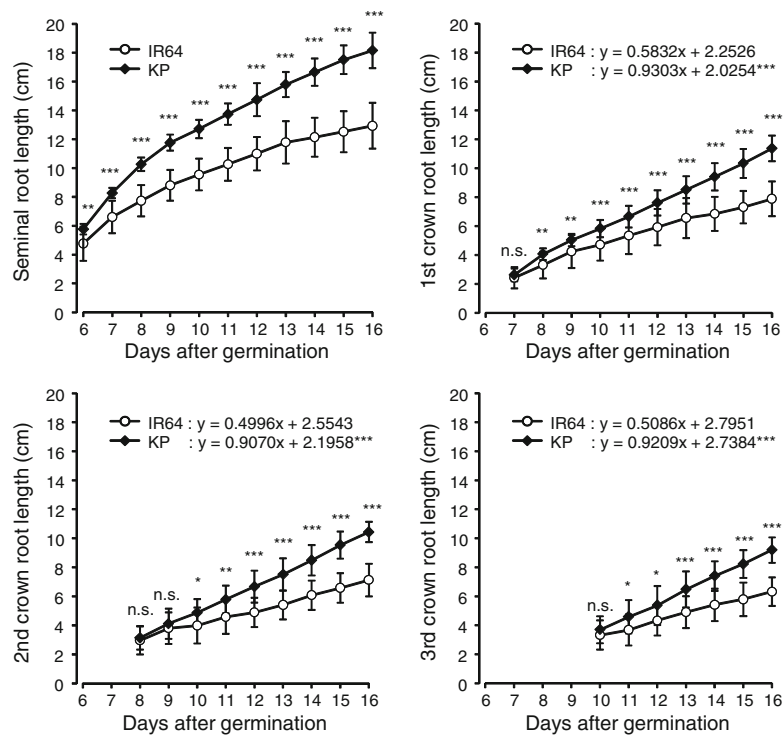 Seminal root length (cm)
20
18
16
14
12
10
8
6
4
2
0
IR64
KP
** *** *** *** *** *** *** *** *** *** ***
6 7 8 9 10 11 12 13 14 15 16
Days after germination
1st crown root length (cm)
20
18
16
14
12
10
8
6
4
2
0
IR64 : y = 0.5832x + 2.2526
KP : y = 0.9303x + 2.0254***
n.s. ** ** *** *** *** *** *** *** ***
6 7 8 9 10 11 12 13 14 15 16
Days after germination
2nd crown root length (cm)
20
18
16
14
12
10
8
6
4
2
0
IR64 : y = 0.4996x + 2.5543
KP : y = 0.9070x + 2.1958***
n.s. n.s. * ** *** *** *** *** ***
6 7 8 9 10 11 12 13 14 15 16
Days after germination
3rd crown root length (cm)
20
18
16
14
12
10
8
6
4
2
0
IR64 : y = 0.5086x + 2.7951
KP : y = 0.9209x + 2.7384***
n.s. * * *** *** *** ***
6 7 8 9 10 11 12 13 14 15 16
Days after germination